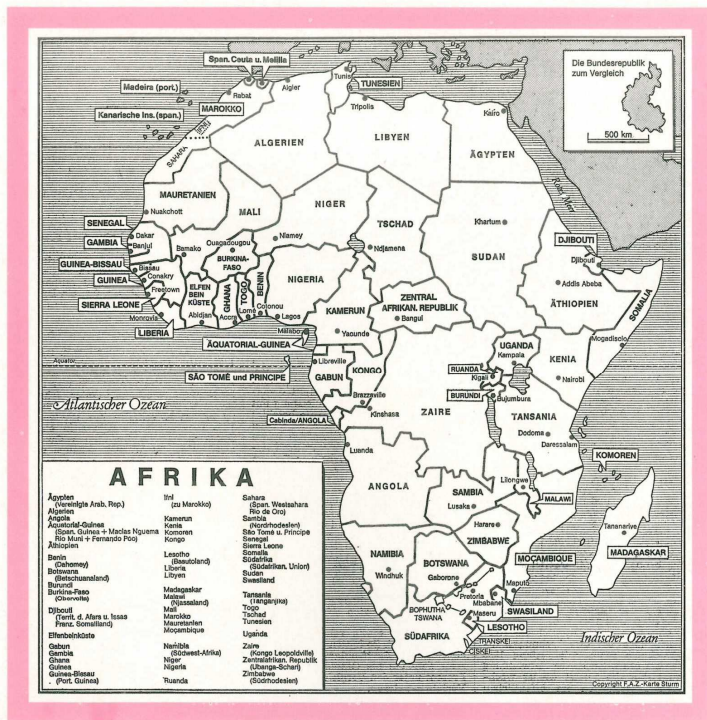 Span. Ceuta u. Melilla
Die Bundesrepublik
zum Vergleich
500 km
Madeira (port.)
Kanarische Ins. (span.)
Rabat
MAROKKO
Algier
Tunis
TUNESIEN
Tripolis
Kairo
IFNI
SAHARA
ALGERIEN
LIBYEN
ÄGYPTEN
Rotes Meer
MAURETANIEN
Nuakchott
MALI
NIGER
TSCHAD
SUDAN
Khartum
SENEGAL
Dakar
GAMBIA
Banjul
GUINEA-BISSAU
Bissau
GUINEA
Conakry
SIERRA LEONE
Freetown
Monrovia
LIBERIA
Bamako
Ouagadougou
BURKINA-
FASO
Niamey
Ndjamena
DJIBOUTI
Djibouti
Addis Abeba
ÄTHIOPIEN
SOMALIA
Mogadiscio
ELFEN
BEIN
KÜSTE
GHANA
TOGO
BENIN
NIGERIA
Abidjan
Accra
Lomé
Cotonou
Lagos
KAMERUN
Yaounde
ZENTRAL
AFRIKAN. REPUBLIK
Bangui
Malabo
ÄQUATORIAL-GUINEA
Äquator
SÃO TOMÉ und PRINCIPE
Libreville
GABUN
KONGO
Brazzaville
Kinshasa
Cabinda/ANGOLA
ZAIRE
UGANDA
Kampala
KENIA
Nairobi
RUANDA
Kigali
BURUNDI
Bujumbura
TANSANIA
Dodoma
Daressalam
Atlantischer Ozean
Luanda
ANGOLA
SAMBIA
Lusaka
Lilongwe
MALAWI
KOMOREN
Harare
ZIMBABWE
MOÇAMBIQUE
Tananarive
MADAGASKAR
NAMIBIA
Windhuk
BOTSWANA
Gaborone
Pretoria
Maputo
Mbabane
SWASILAND
BOPHUTHA
TSWANA
Maseru
LESOTHO
TRANSKEI
CISKEI
SÜDAFRIKA
Indischer Ozean
Copyright F.A.Z.-Karte Sturm
AFRIKA
Ägypten
(Vereinigte Arab. Rep.)
Algerien
Angola
Äquatorial-Guinea
(Span. Guinea + Macias Nguema
Rio Muni + Fernando Póo)
Äthiopien
Benin
(Dahomey)
Botswana
(Betschuanaland)
Burundi
Burkina-Faso
(Obervolta)
Djibouti
(Territ. d. Afars u. Issas
Franz. Somaliland)
Elfenbeinküste
Gabun
Gambia
Ghana
Guinea
Guinea-Bissau
(Port. Guinea)
Ifni
(zu Marokko)
Kamerun
Kenia
Komoren
Kongo
Lesotho
(Basutoland)
Liberia
Libyen
Madagaskar
Malawi
(Njassaland)
Mali
Marokko
Mauretanien
Moçambique
Namibia
(Südwest-Afrika)
Niger
Nigeria
Ruanda
Sahara
(Span. Westsahara
Rio de Oro)
Sambia
(Nordrhodesien)
São Tomé u. Principe
Senegal
Sierra Leone
Somalia
Südafrika
(Südafrikan. Union)
Sudan
Swasiland
Tansania
(Tanganjika)
Togo
Tschad
Tunesien
Uganda
Zaire
(Kongo Leopoldville)
Zentralafrikan. Republik
(Ubanga-Schari)
Zimbabwe
(Südrhodesien)